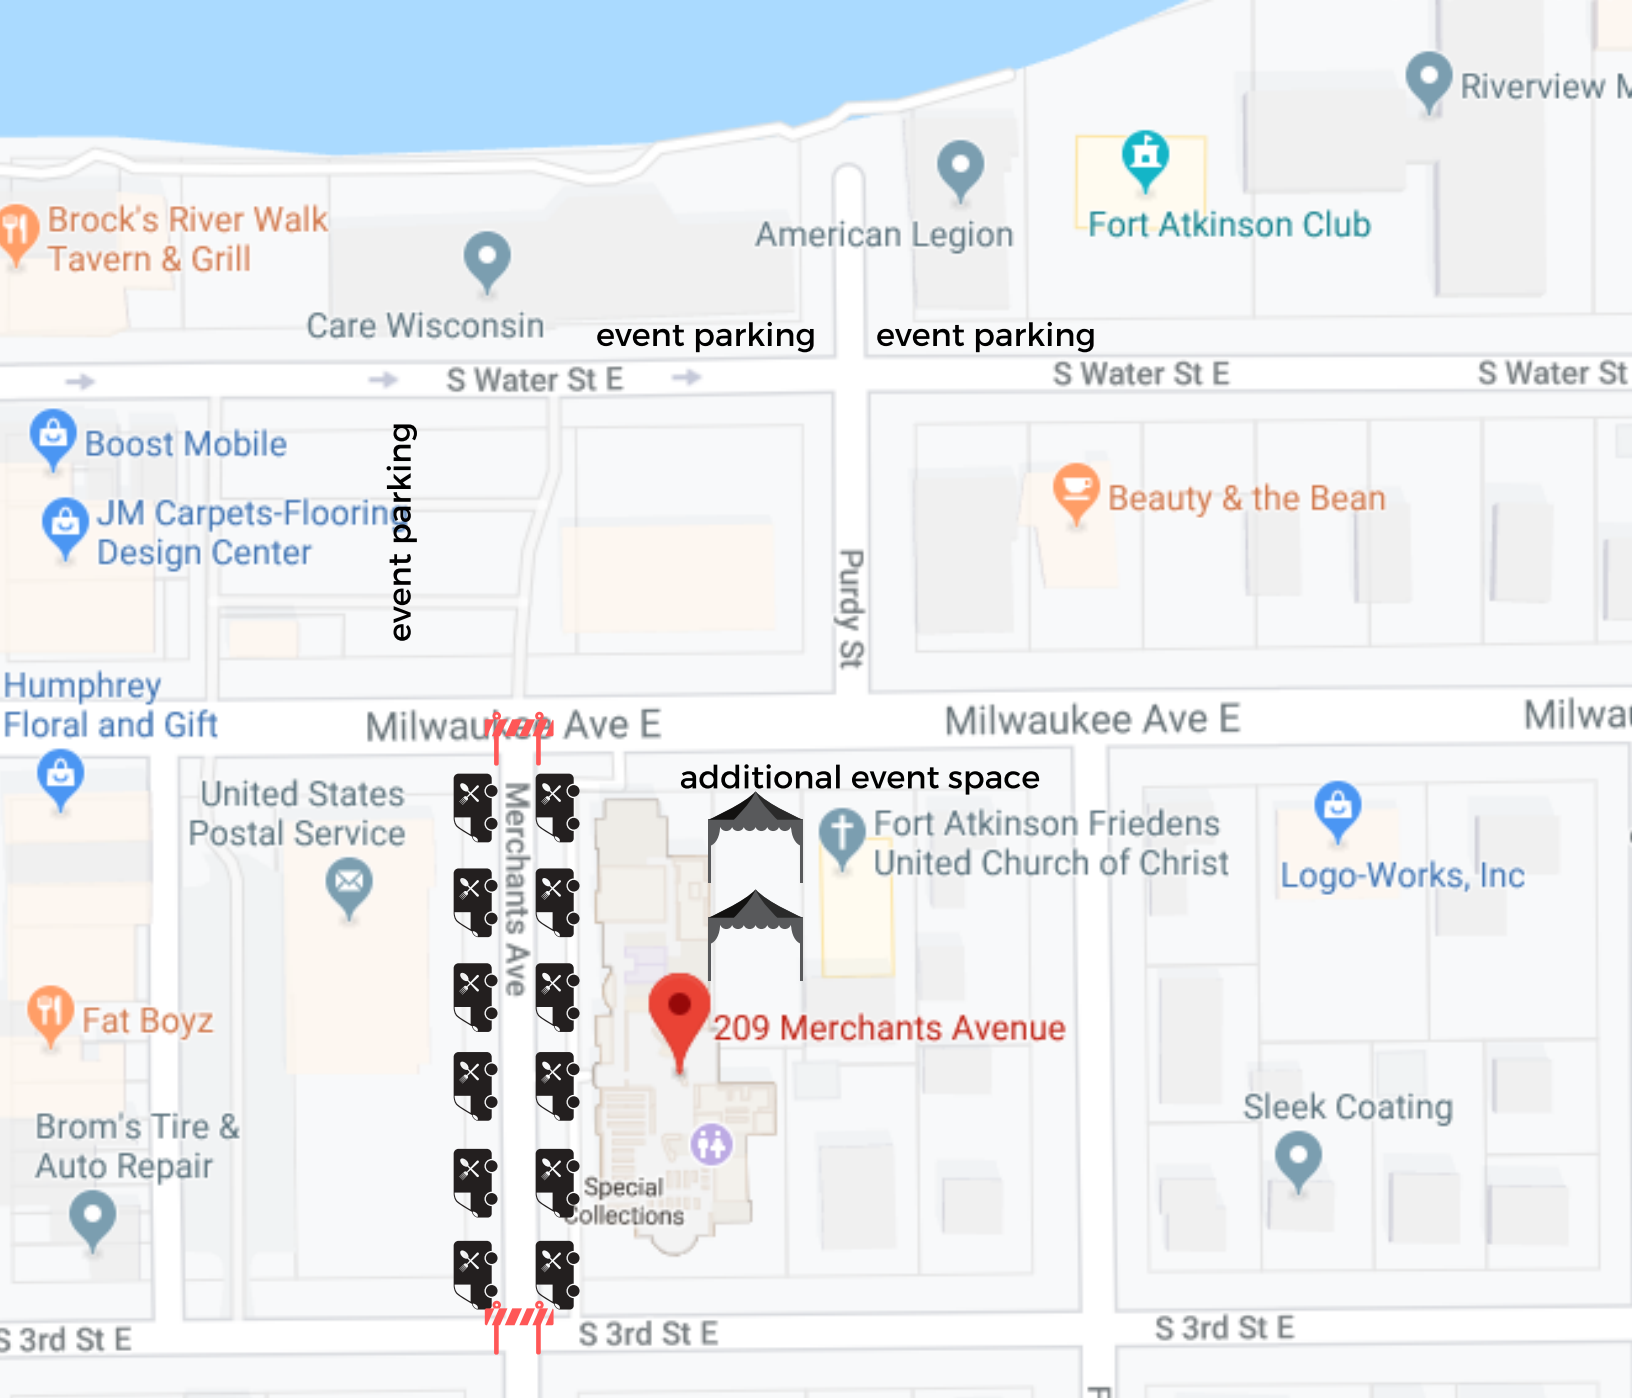 Riverview M
Brock's River Walk
Tavern & Grill
American Legion
Fort Atkinson Club
Care Wisconsin
event parking
event parking
S Water St E
S Water St E
S Water St
Boost Mobile
event parking
JM Carpets-Flooring
Design Center
Beauty & the Bean
Purdy St
Humphrey
Floral and Gift
Milwaukee Ave E
Milwaukee Ave E
Milwau
additional event space
United States
Postal Service
Merchants Ave
Fort Atkinson Friedens
United Church of Christ
Logo-Works, Inc
Fat Boyz
209 Merchants Avenue
Brom's Tire &
Auto Repair
Sleek Coating
Special
Collections
S 3rd St E
S 3rd St E
S 3rd St E